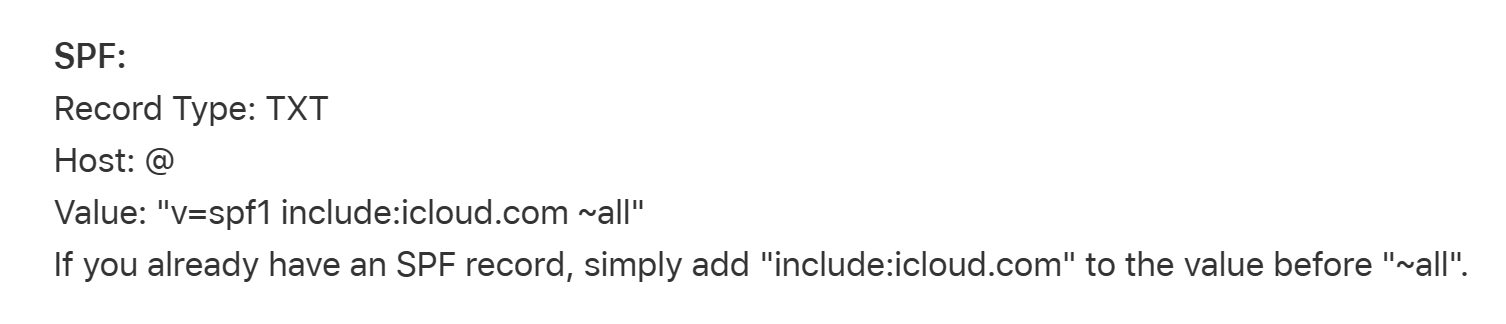 SPF:
Record Type: TXT
Host: @
Value: "v=spf1 include:icloud.com ~all"
If you already have an SPF record, simply add "include:icloud.com" to the value before "~all".